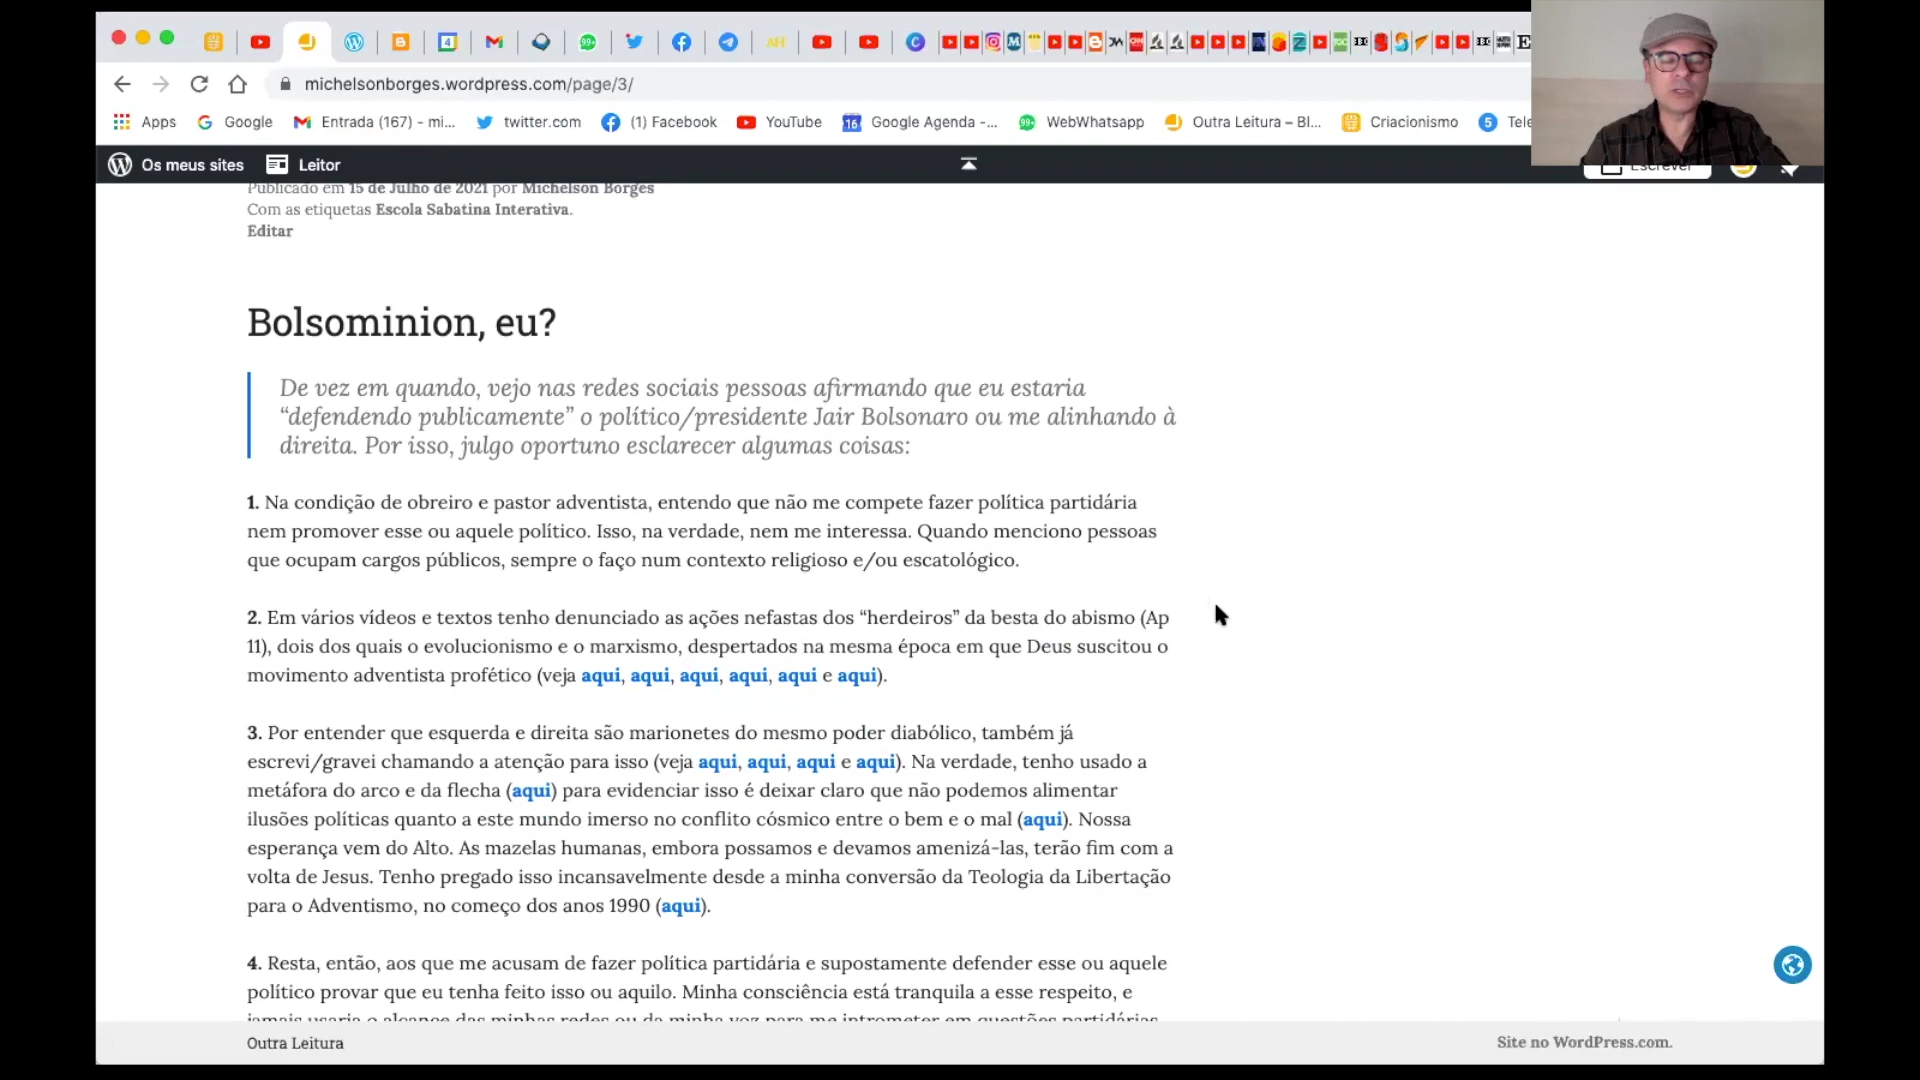 michelsonborges.wordpress.com/page/3/
Apps Google Entrada (167) - mi... twitter.com (1) Facebook YouTube Google Agenda -... WebWhatsapp Outra Leitura – Bl... Criacionismo
Os meus sites Leitor Escrever
Publicado em 15 de Julho de 2021 por Michelson Borges
Com as etiquetas Escola Sabatina Interativa.
Editar
Bolsominion, eu?
De vez em quando, vejo nas redes sociais pessoas afirmando que eu estaria
“defendendo publicamente” o político/presidente Jair Bolsonaro ou me alinhando à
direita. Por isso, julgo oportuno esclarecer algumas coisas:
1. Na condição de obreiro e pastor adventista, entendo que não me compete fazer política partidária
nem promover esse ou aquele político. Isso, na verdade, nem me interessa. Quando menciono pessoas
que ocupam cargos públicos, sempre o faço num contexto religioso e/ou escatológico.
2. Em vários vídeos e textos tenho denunciado as ações nefastas dos “herdeiros” da besta do abismo (Ap
11), dois dos quais o evolucionismo e o marxismo, despertados na mesma época em que Deus suscitou o
movimento adventista profético (veja aqui, aqui, aqui, aqui, aqui e aqui).
3. Por entender que esquerda e direita são marionetes do mesmo poder diabólico, também já
escrevi/gravei chamando a atenção para isso (veja aqui, aqui, aqui e aqui). Na verdade, tenho usado a
metáfora do arco e da flecha (aqui) para evidenciar isso é deixar claro que não podemos alimentar
ilusões políticas quanto a este mundo imerso no conflito cósmico entre o bem e o mal (aqui). Nossa
esperança vem do Alto. As mazelas humanas, embora possamos e devamos amenizá-las, terão fim com a
volta de Jesus. Tenho pregado isso incansavelmente desde a minha conversão da Teologia da Libertação
para o Adventismo, no começo dos anos 1990 (aqui).
4. Resta, então, aos que me acusam de fazer política partidária e supostamente defender esse ou aquele
político provar que eu tenha feito isso ou aquilo. Minha consciência está tranquila a esse respeito, e
jamais usaria o alcance das minhas redes ou da minha voz para me intrometer em questões partidárias
Outra Leitura
Site no WordPress.com.